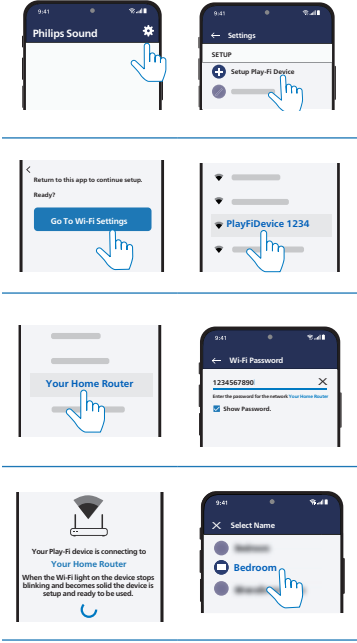 9:41
Philips Sound
9:41
Settings
SETUP
Setup Play-Fi Device
Return to this app to continue setup.
Ready?
Go To Wi-Fi Settings
PlayFiDevice 1234
Your Home Router
9:41
Wi-Fi Password
1234567890
Enter the password for the network Your Home Router
Show Password.
Your Play-Fi device is connecting to
Your Home Router
When the Wi-Fi light on the device stops
blinking and becomes solid the device is
setup and ready to be used.
9:41
Select Name
Bedroom